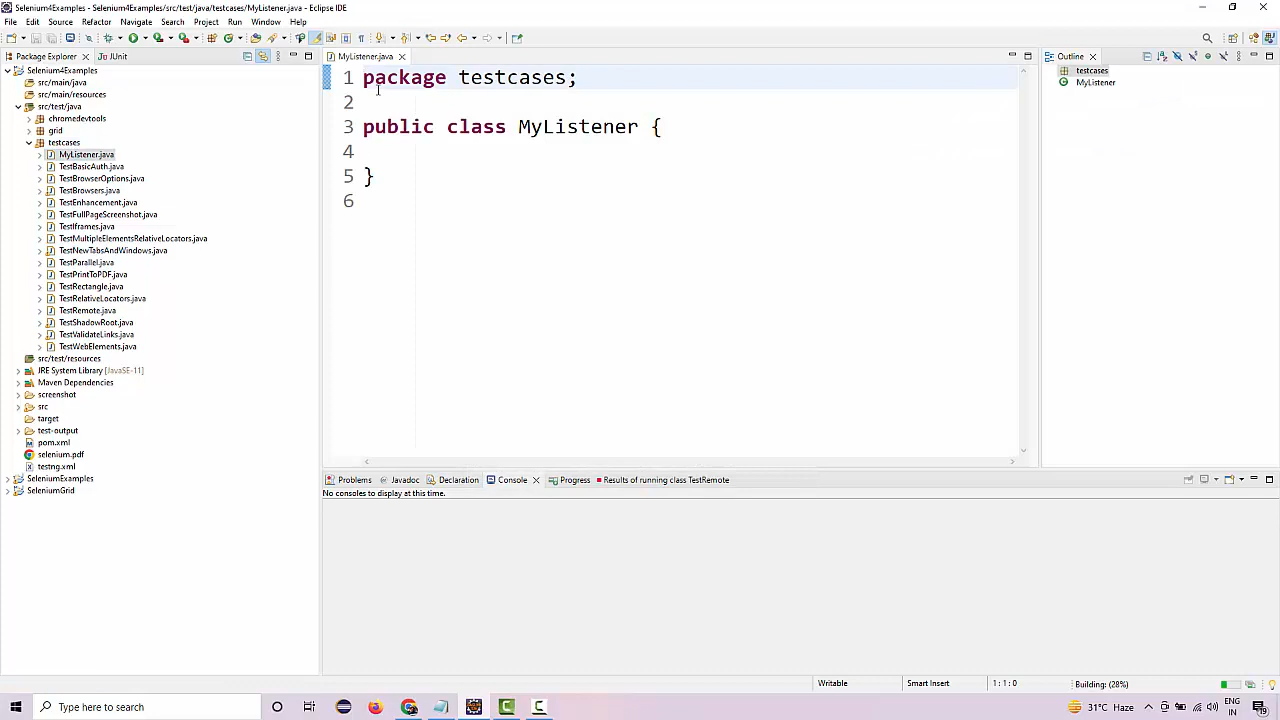 Selenium4Examples - Selenium4Examples/src/test/java/testcases/MyListener.java - Eclipse IDE
File Edit Source Refactor Navigate Search Project Run Window Help
Package Explorer JUnit
Selenium4Examples
src/main/java
src/main/resources
src/test/java
chromedevtools
grid
testcases
MyListener.java
TestBasicAuth.java
TestBrowserOptions.java
TestBrowsers.java
TestEnhancement.java
TestFullPageScreenshot.java
TestIframes.java
TestMultipleElementsRelativeLocators.java
TestNewTabsAndWindows.java
TestParallel.java
TestPrintToPDF.java
TestRectangle.java
TestRelativeLocators.java
TestRemote.java
TestShadowRoot.java
TestValidateLinks.java
TestWebElements.java
src/test/resources
JRE System Library [JavaSE-11]
Maven Dependencies
screenshot
src
target
test-output
pom.xml
selenium.pdf
testng.xml
SeleniumExamples
SeleniumGrid
MyListener.java
1 package testcases;
2
3 public class MyListener {
4
5 }
6
Outline
testcases
MyListener
Problems Javadoc Declaration Console Progress Results of running class TestRemote
No consoles to display at this time.
Writable Smart Insert 1 : 1 : 0 Building: (28%)
Type here to search
31°C Haze
ENG
IN
19